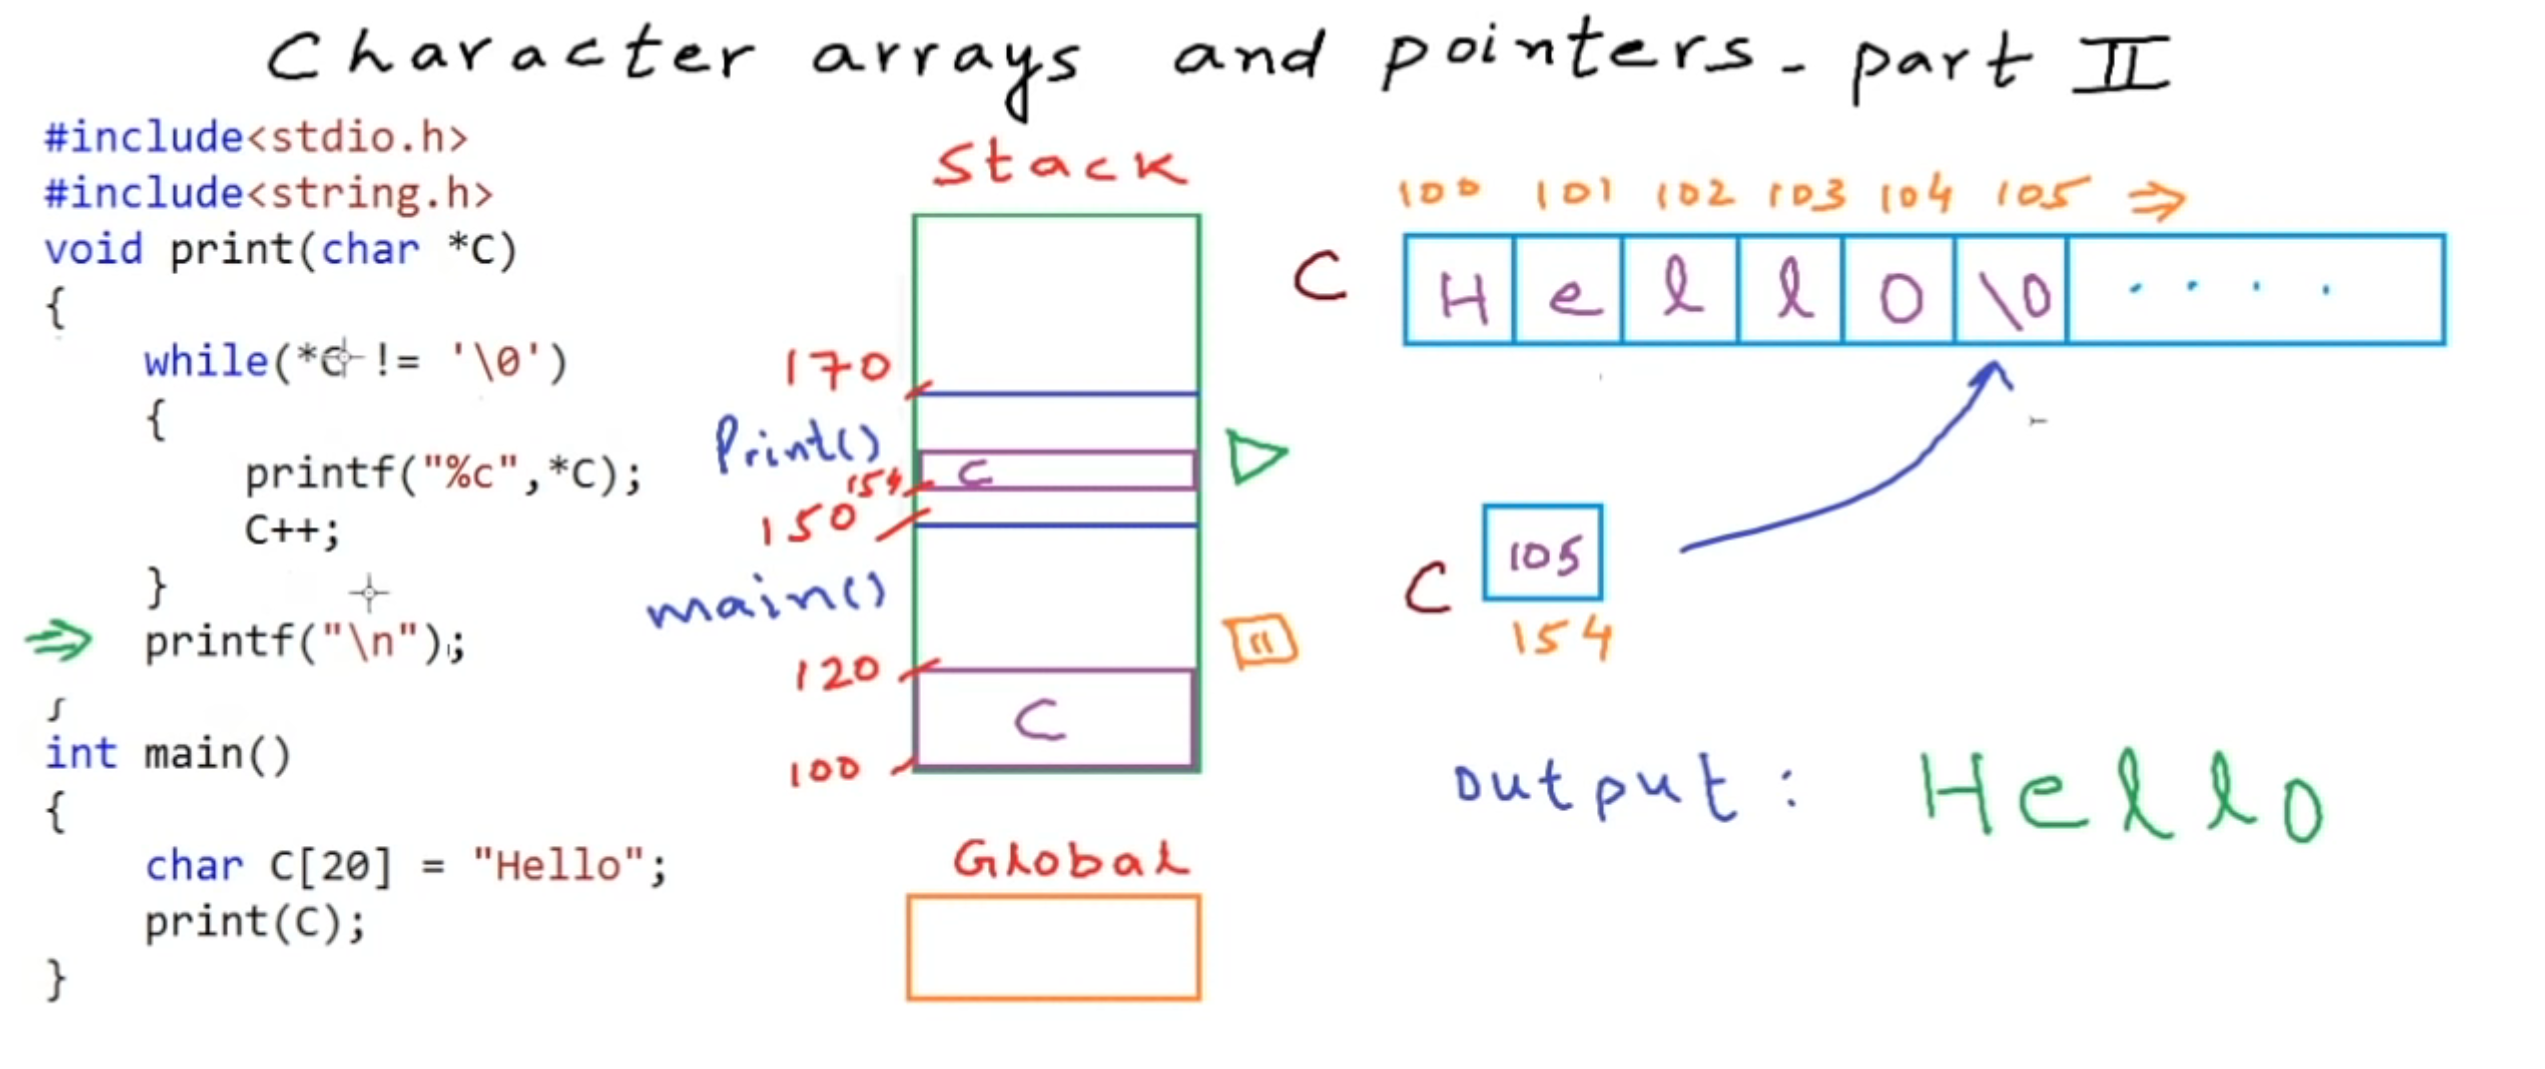 Character arrays and pointers - part II
#include<stdio.h>
#include<string.h>
void print(char *C)
{
while(*C != '\0')
{
printf("%c",*C);
C++;
}
printf("\n");
}
int main()
{
char C[20] = "Hello";
print(C);
}
Stack
170
Print()
C
154
150
main()
120
C
100
Global
100 101 102 103 104 105 ⇒
C H e l l o \0 . . . .
C 105
154
output: Hello